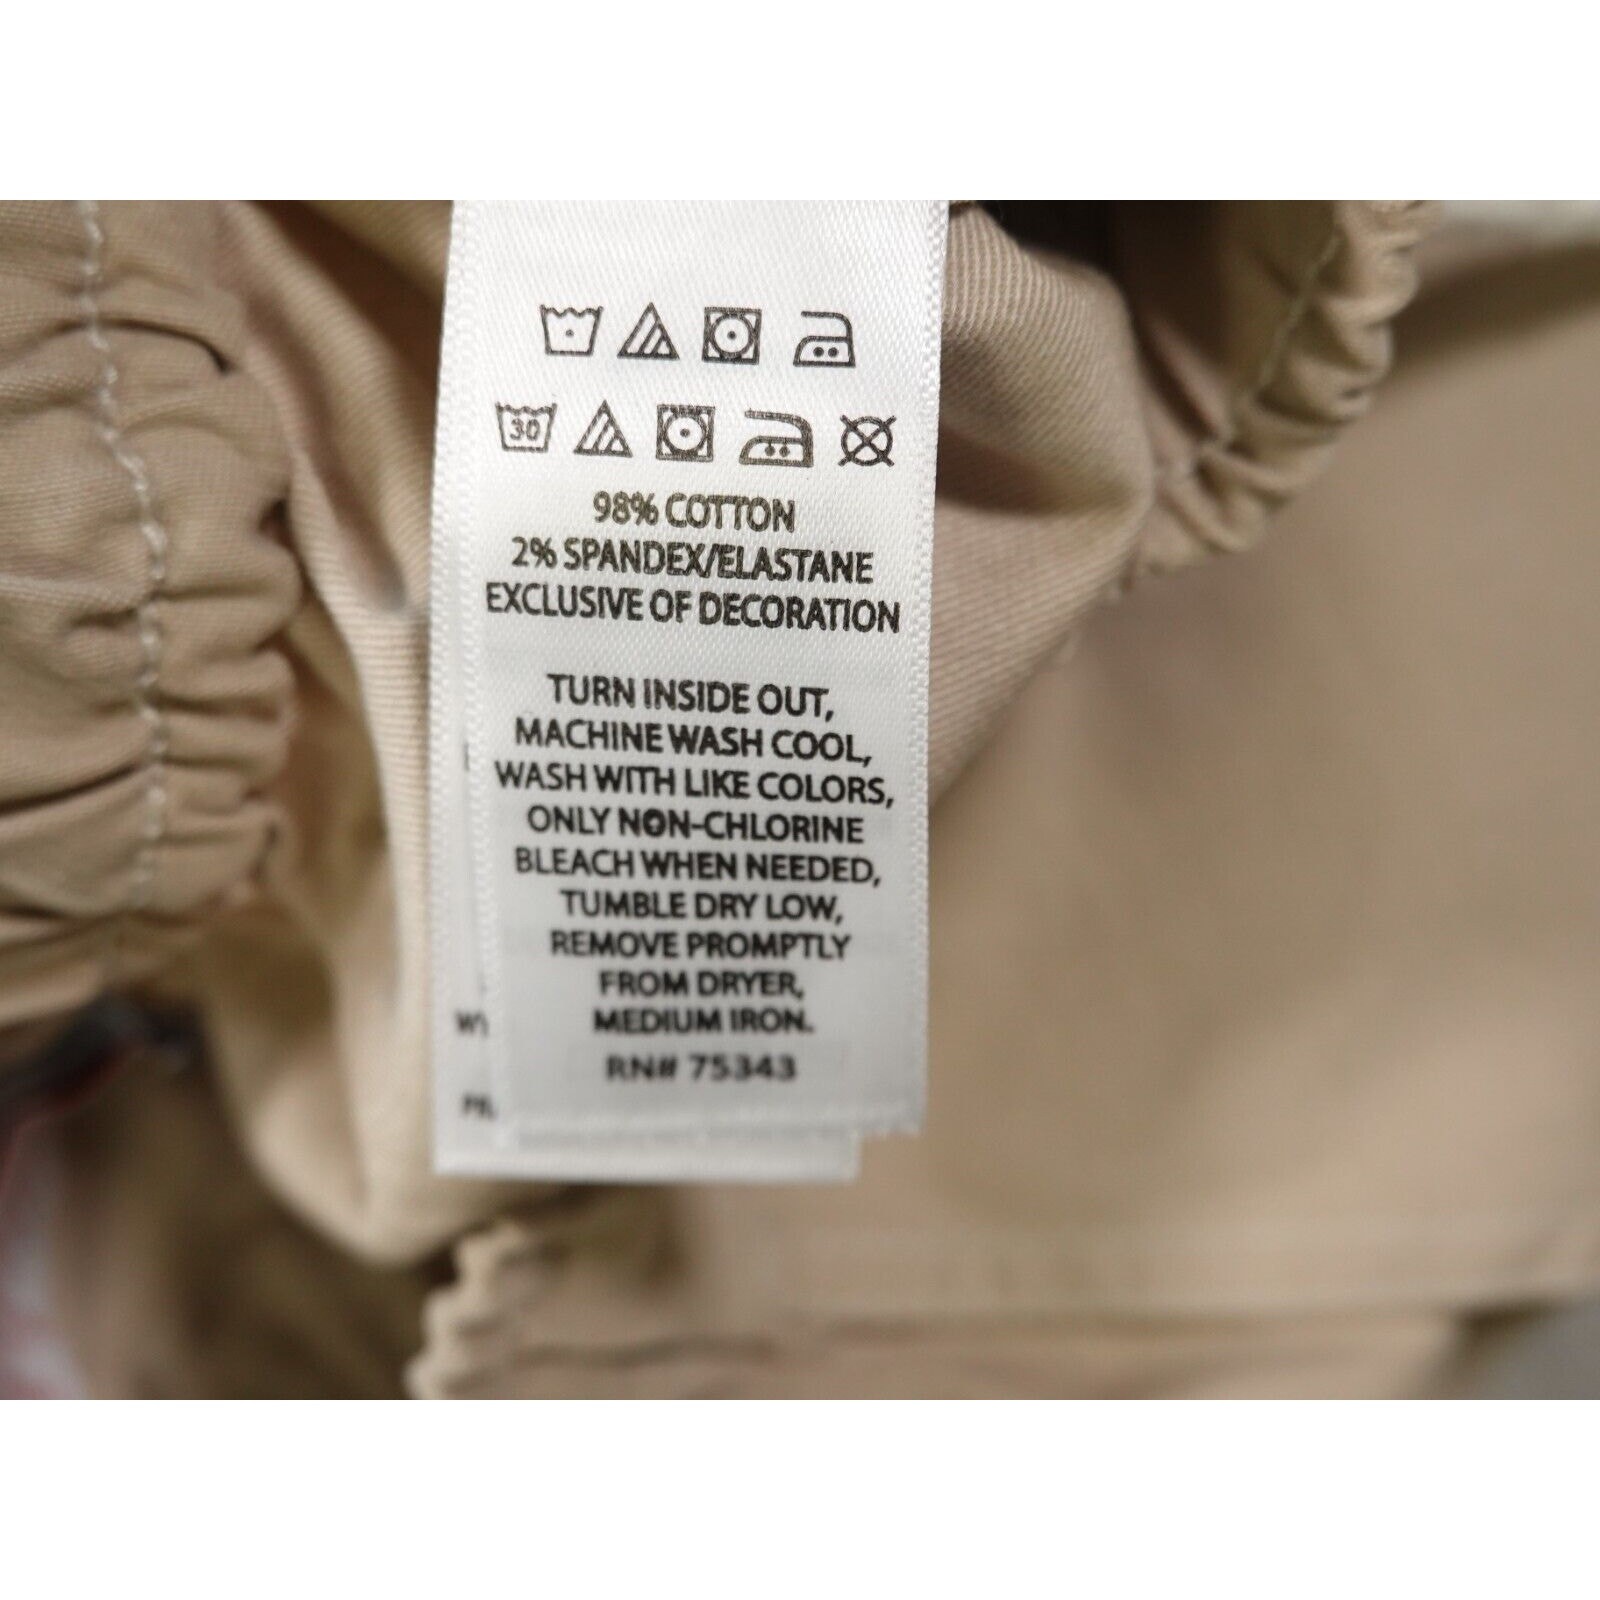 30
98% COTTON
2% SPANDEX/ELASTANE
EXCLUSIVE OF DECORATION
TURN INSIDE OUT,
MACHINE WASH COOL,
WASH WITH LIKE COLORS,
ONLY NON-CHLORINE
BLEACH WHEN NEEDED,
TUMBLE DRY LOW,
REMOVE PROMPTLY
FROM DRYER,
MEDIUM IRON.
RN# 75343